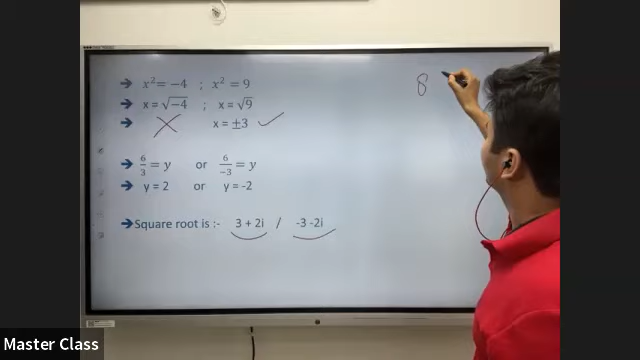 → x² = −4 ; x² = 9
→ x = √−4 ; x = √9
→ x = ±3
→ 6/3 = y or 6/−3 = y
→ y = 2 or y = -2
→Square root is :- 3 + 2i / -3 -2i
8
Master Class